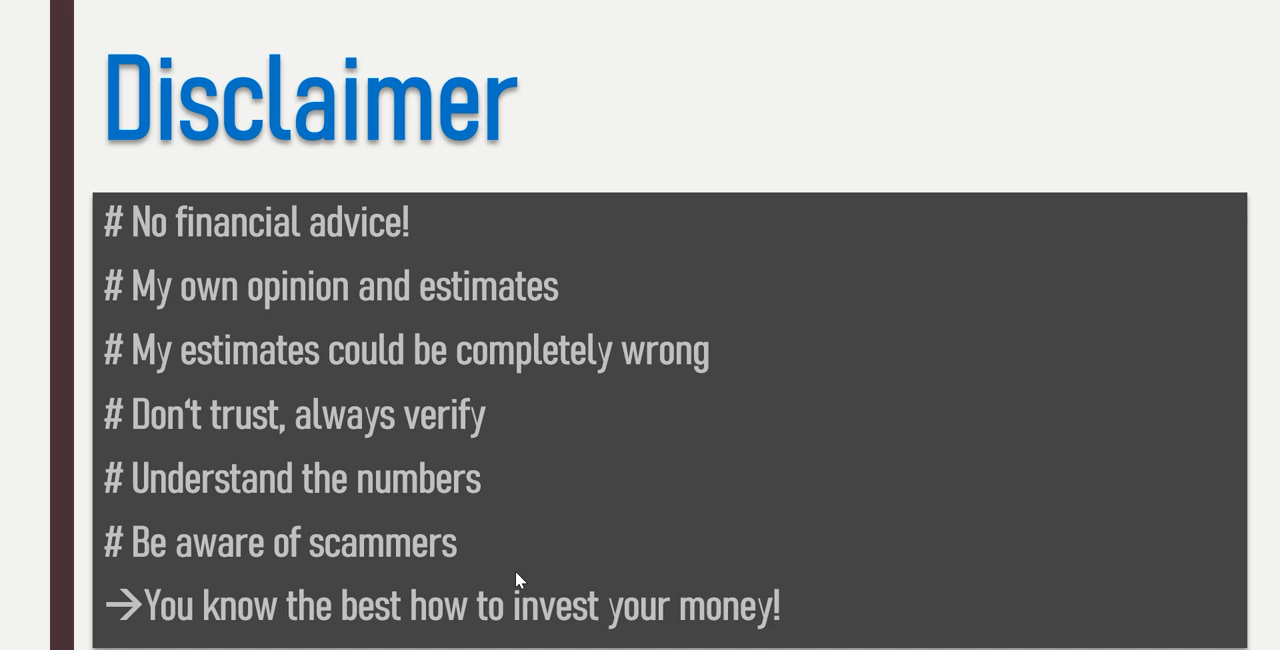 Disclaimer
# No financial advice!
# My own opinion and estimates
# My estimates could be completely wrong
# Don‘t trust, always verify
# Understand the numbers
# Be aware of scammers
→You know the best how to invest your money!